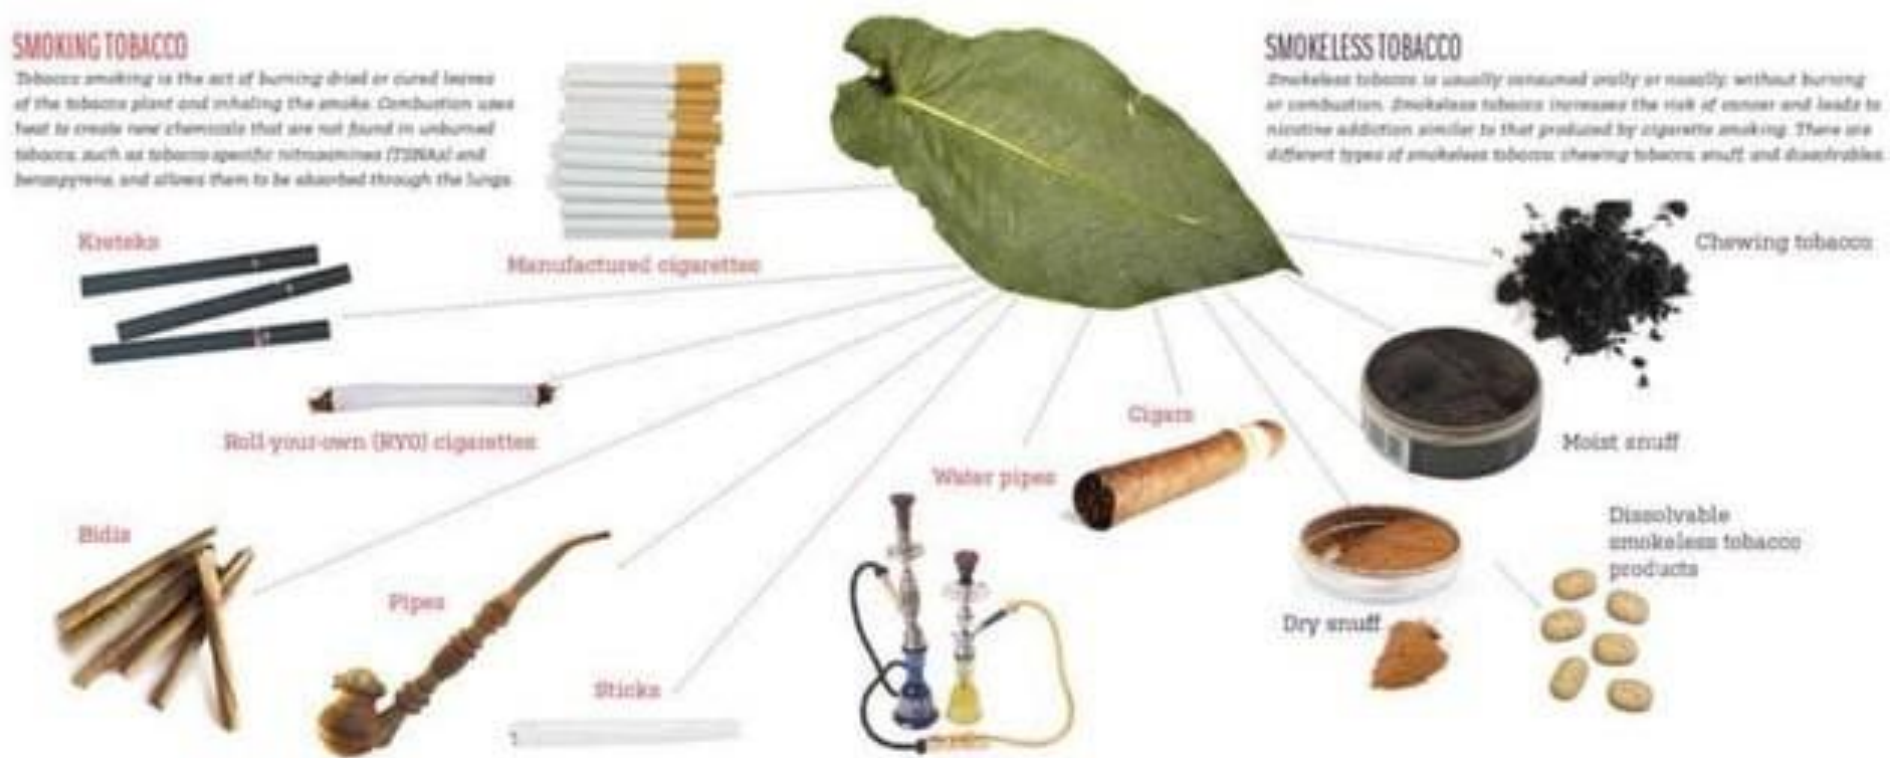 SMOKING TOBACCO
Tobacco smoking is the act of burning dried or cured leaves
of the tobacco plant and inhaling the smoke. Combustion uses
heat to create new chemicals that are not found in unburned
tobacco, such as tobacco-specific nitrosamines (TSNAs) and
benzopyrene, and allows them to be absorbed through the lungs.
SMOKELESS TOBACCO
Smokeless tobacco is usually consumed orally or nasally, without burning
or combustion. Smokeless tobacco increases the risk of cancer and leads to
nicotine addiction similar to that produced by cigarette smoking. There are
different types of smokeless tobacco: chewing tobacco, snuff, and dissolvables.
Kreteks
Manufactured cigarettes
Chewing tobacco
Roll-your-own (RYO) cigarettes
Cigars
Moist snuff
Water pipes
Bidis
Pipes
Sticks
Dissolvable
smokeless tobacco
products
Dry snuff